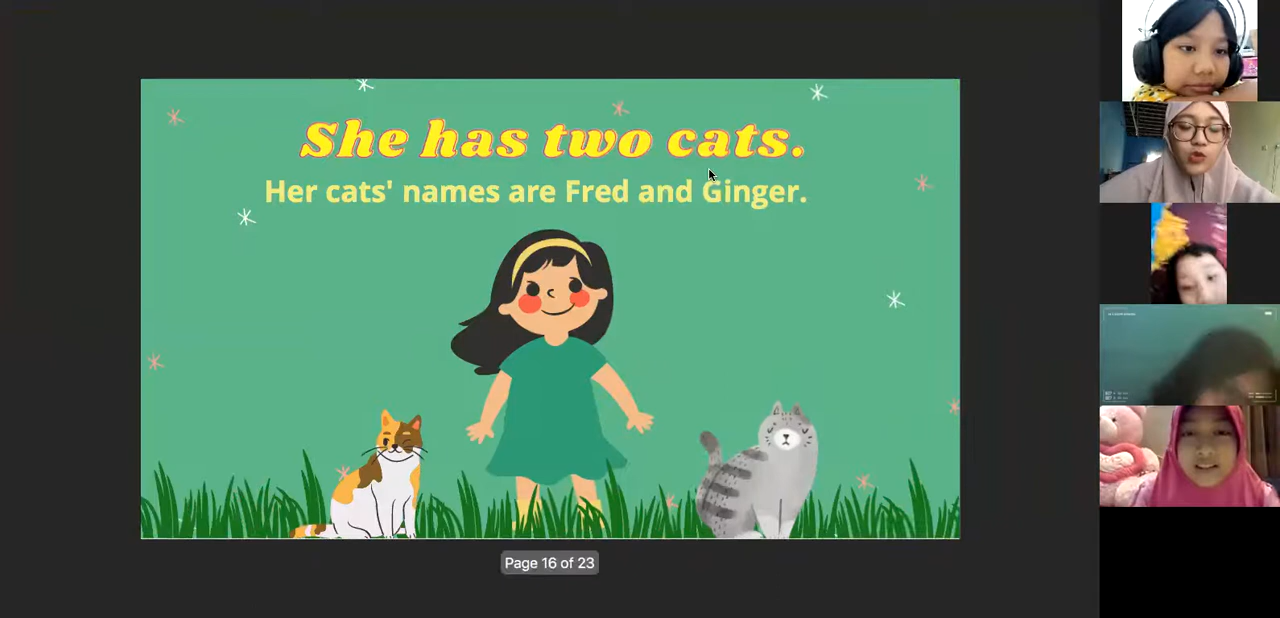 She has two cats.
Her cats' names are Fred and Ginger.
Page 16 of 23